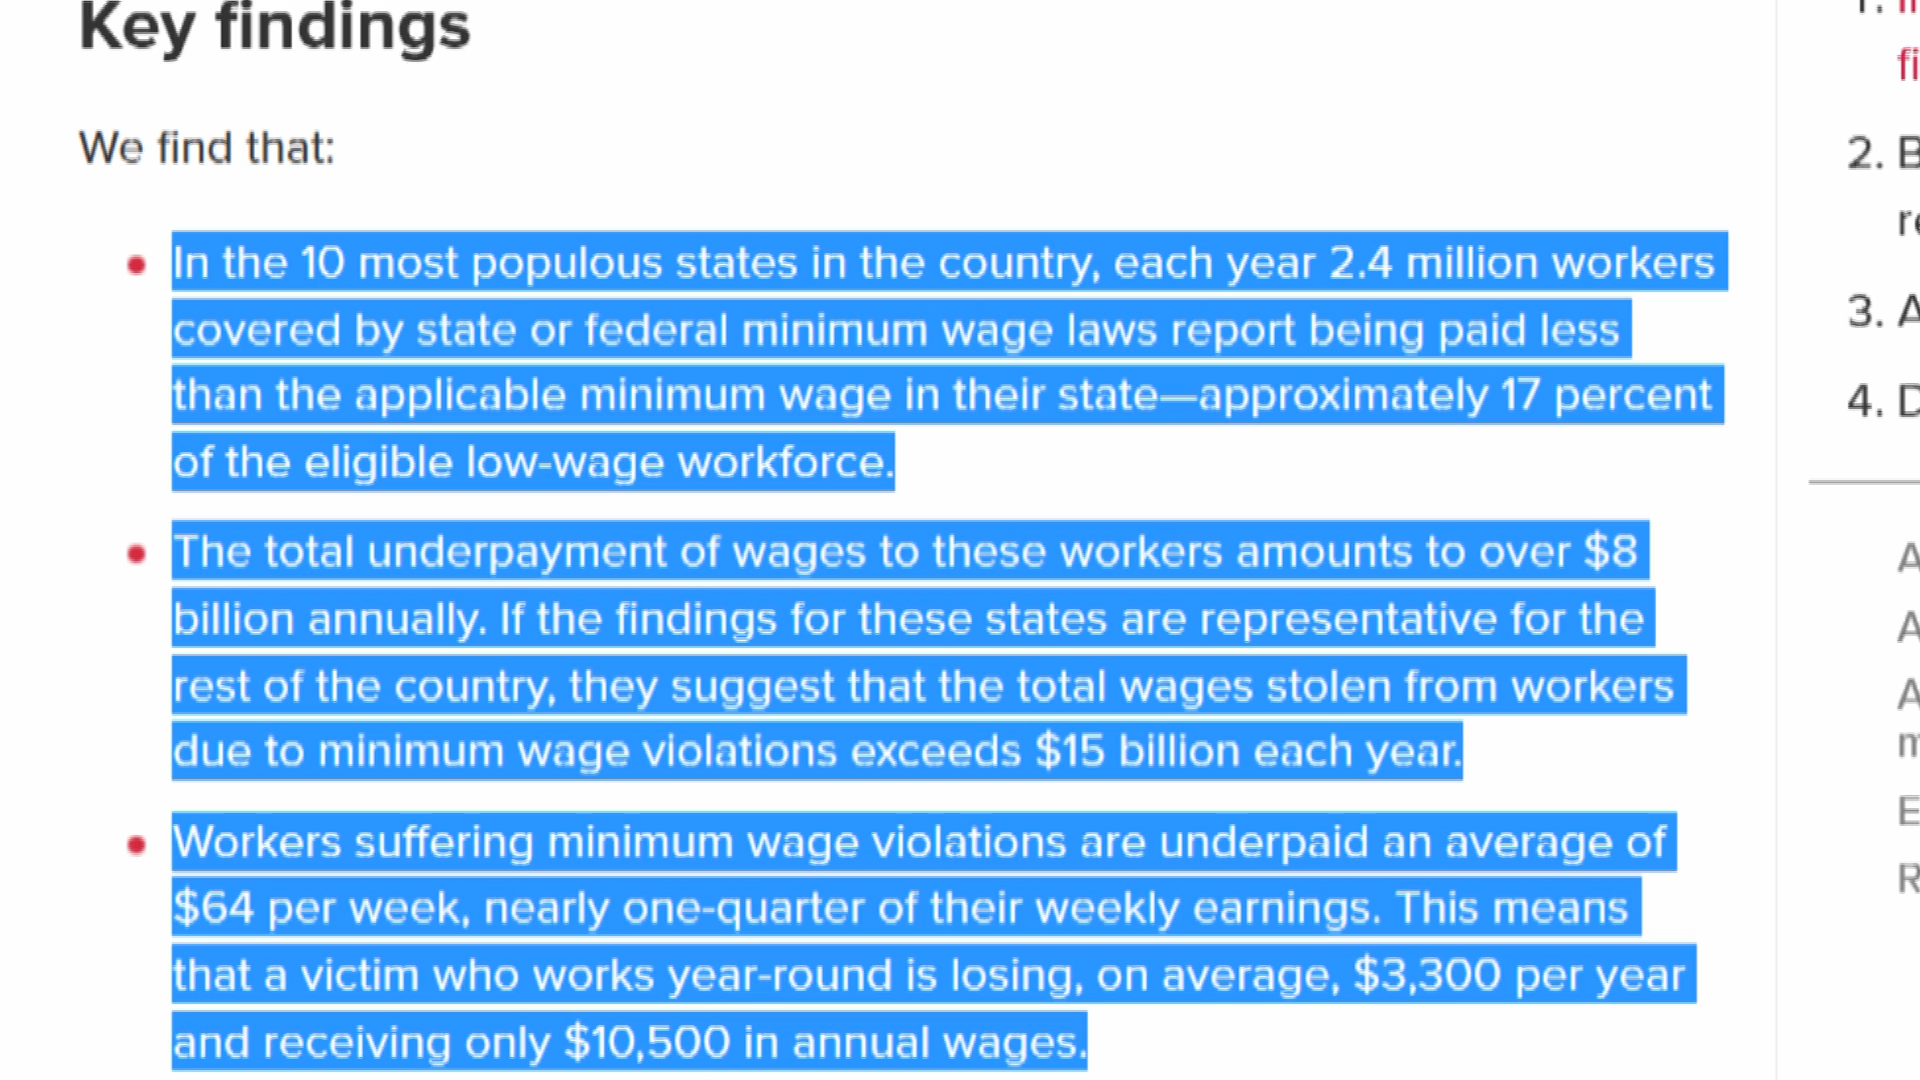 Key findings
We find that:
In the 10 most populous states in the country, each year 2.4 million workers
covered by state or federal minimum wage laws report being paid less
than the applicable minimum wage in their state—approximately 17 percent
of the eligible low-wage workforce.
The total underpayment of wages to these workers amounts to over $8
billion annually. If the findings for these states are representative for the
rest of the country, they suggest that the total wages stolen from workers
due to minimum wage violations exceeds $15 billion each year.
Workers suffering minimum wage violations are underpaid an average of
$64 per week, nearly one-quarter of their weekly earnings. This means
that a victim who works year-round is losing, on average, $3,300 per year
and receiving only $10,500 in annual wages.
2.
3.
4.